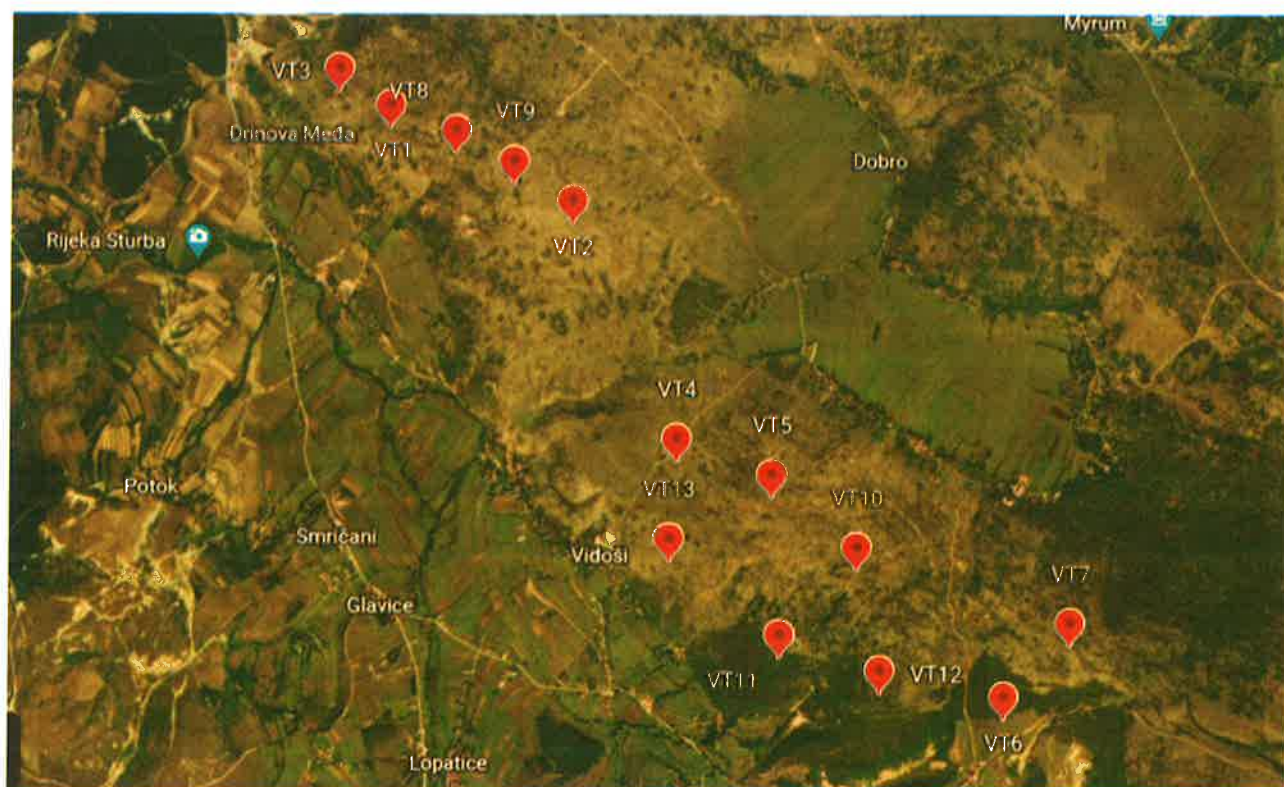 Myrum
VT3
VT8
VT9
Drinova Međa
VT1
Dobro
Rijeka Sturba
VT2
VT4
VT5
Potok
VT13
VT10
Smričani
Vidoši
VT7
Glavice
VT11
VT12
VT6
Lopatice